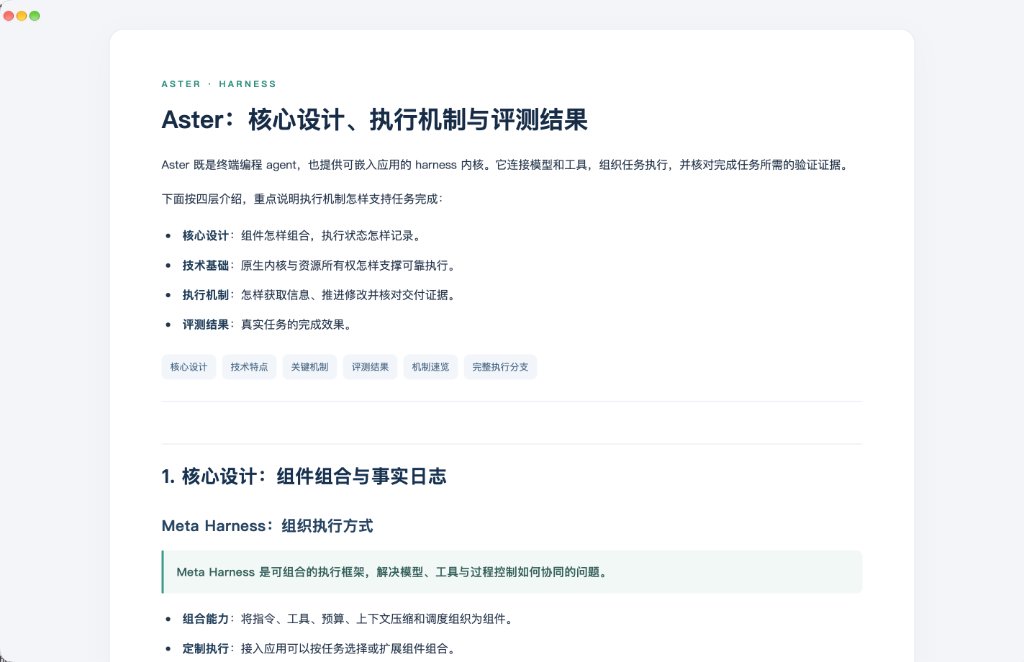 ASTER · HARNESS
Aster：核心设计、执行机制与评测结果
Aster 既是终端编程 agent，也提供可嵌入应用的 harness 内核。它连接模型和工具，组织任务执行，并核对完成任务所需的验证证据。
下面按四层介绍，重点说明执行机制怎样支持任务完成：
• 核心设计：组件怎样组合，执行状态怎样记录。
• 技术基础：原生内核与资源所有权怎样支撑可靠执行。
• 执行机制：怎样获取信息、推进修改并核对交付证据。
• 评测结果：真实任务的完成效果。
核心设计 技术特点 关键机制 评测结果 机制速览 完整执行分支
1. 核心设计：组件组合与事实日志
Meta Harness：组织执行方式
Meta Harness 是可组合的执行框架，解决模型、工具与过程控制如何协同的问题。
• 组合能力：将指令、工具、预算、上下文压缩和调度组织为组件。
• 定制执行：接入应用可以按任务选择或扩展组件组合。